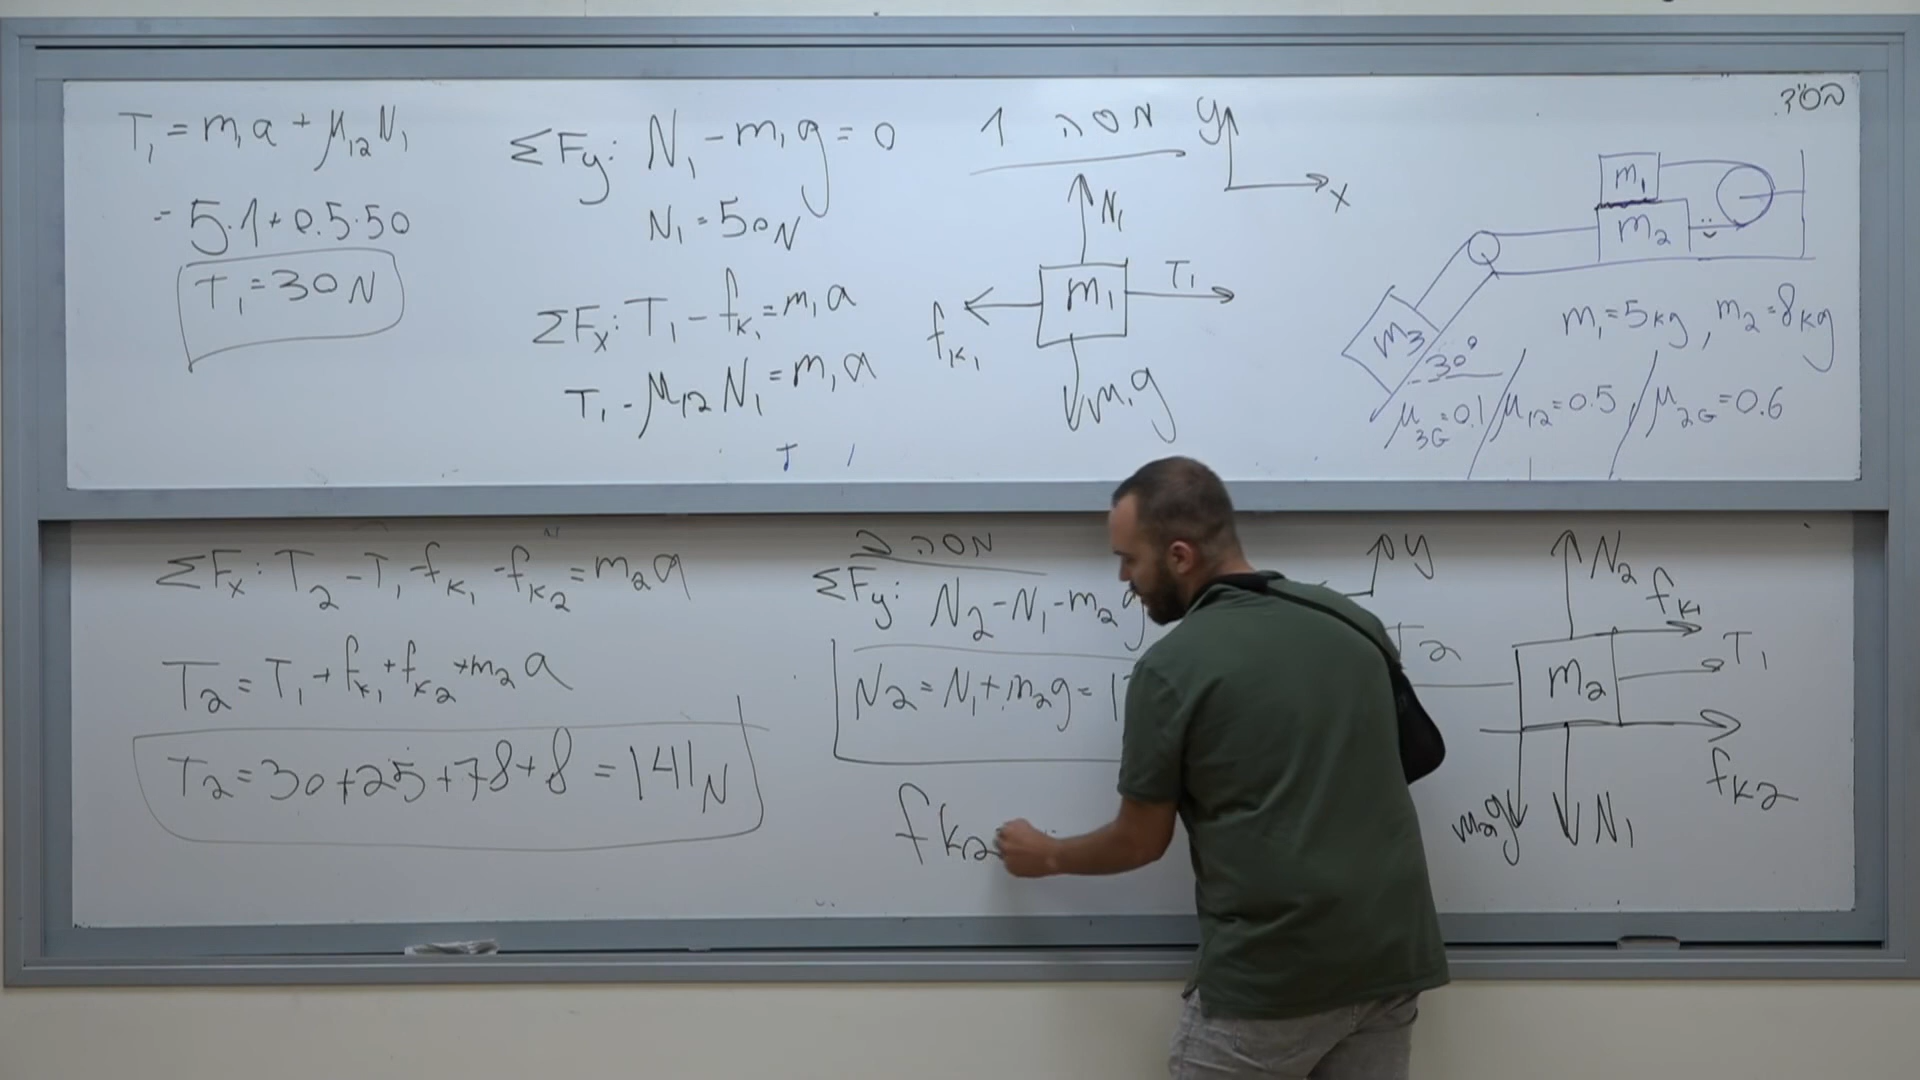 בס"ד
T₁ = m₁a + μ₁₂N₁
= 5·1 + 0.5·50
T₁ = 30N
ΣFy: N₁ - m₁g = 0
N₁ = 50N
ΣFx: T₁ - fk₁ = m₁a
T₁ - μ₁₂N₁ = m₁a
מסה 1
y
x
N₁
m₁
T₁
fk₁
m₁g
m₁
m₂
m₃
30°
m₁=5kg, m₂=8kg
μ3G=0.1 / μ₁₂=0.5 / μ2G=0.6
ΣFx: T₂ - T₁ - fk₁ - fk₂ = m₂a
T₂ = T₁ + fk₁ + fk₂ + m₂a
T₂ = 30+25+78+8 = 141N
מסה 2
ΣFy: N₂ - N₁ - m₂g
N₂ = N₁ + m₂g = 1
fk₂
y
N₂
fk₁
T₂
m₂
T₁
fk₂
m₂g
N₁